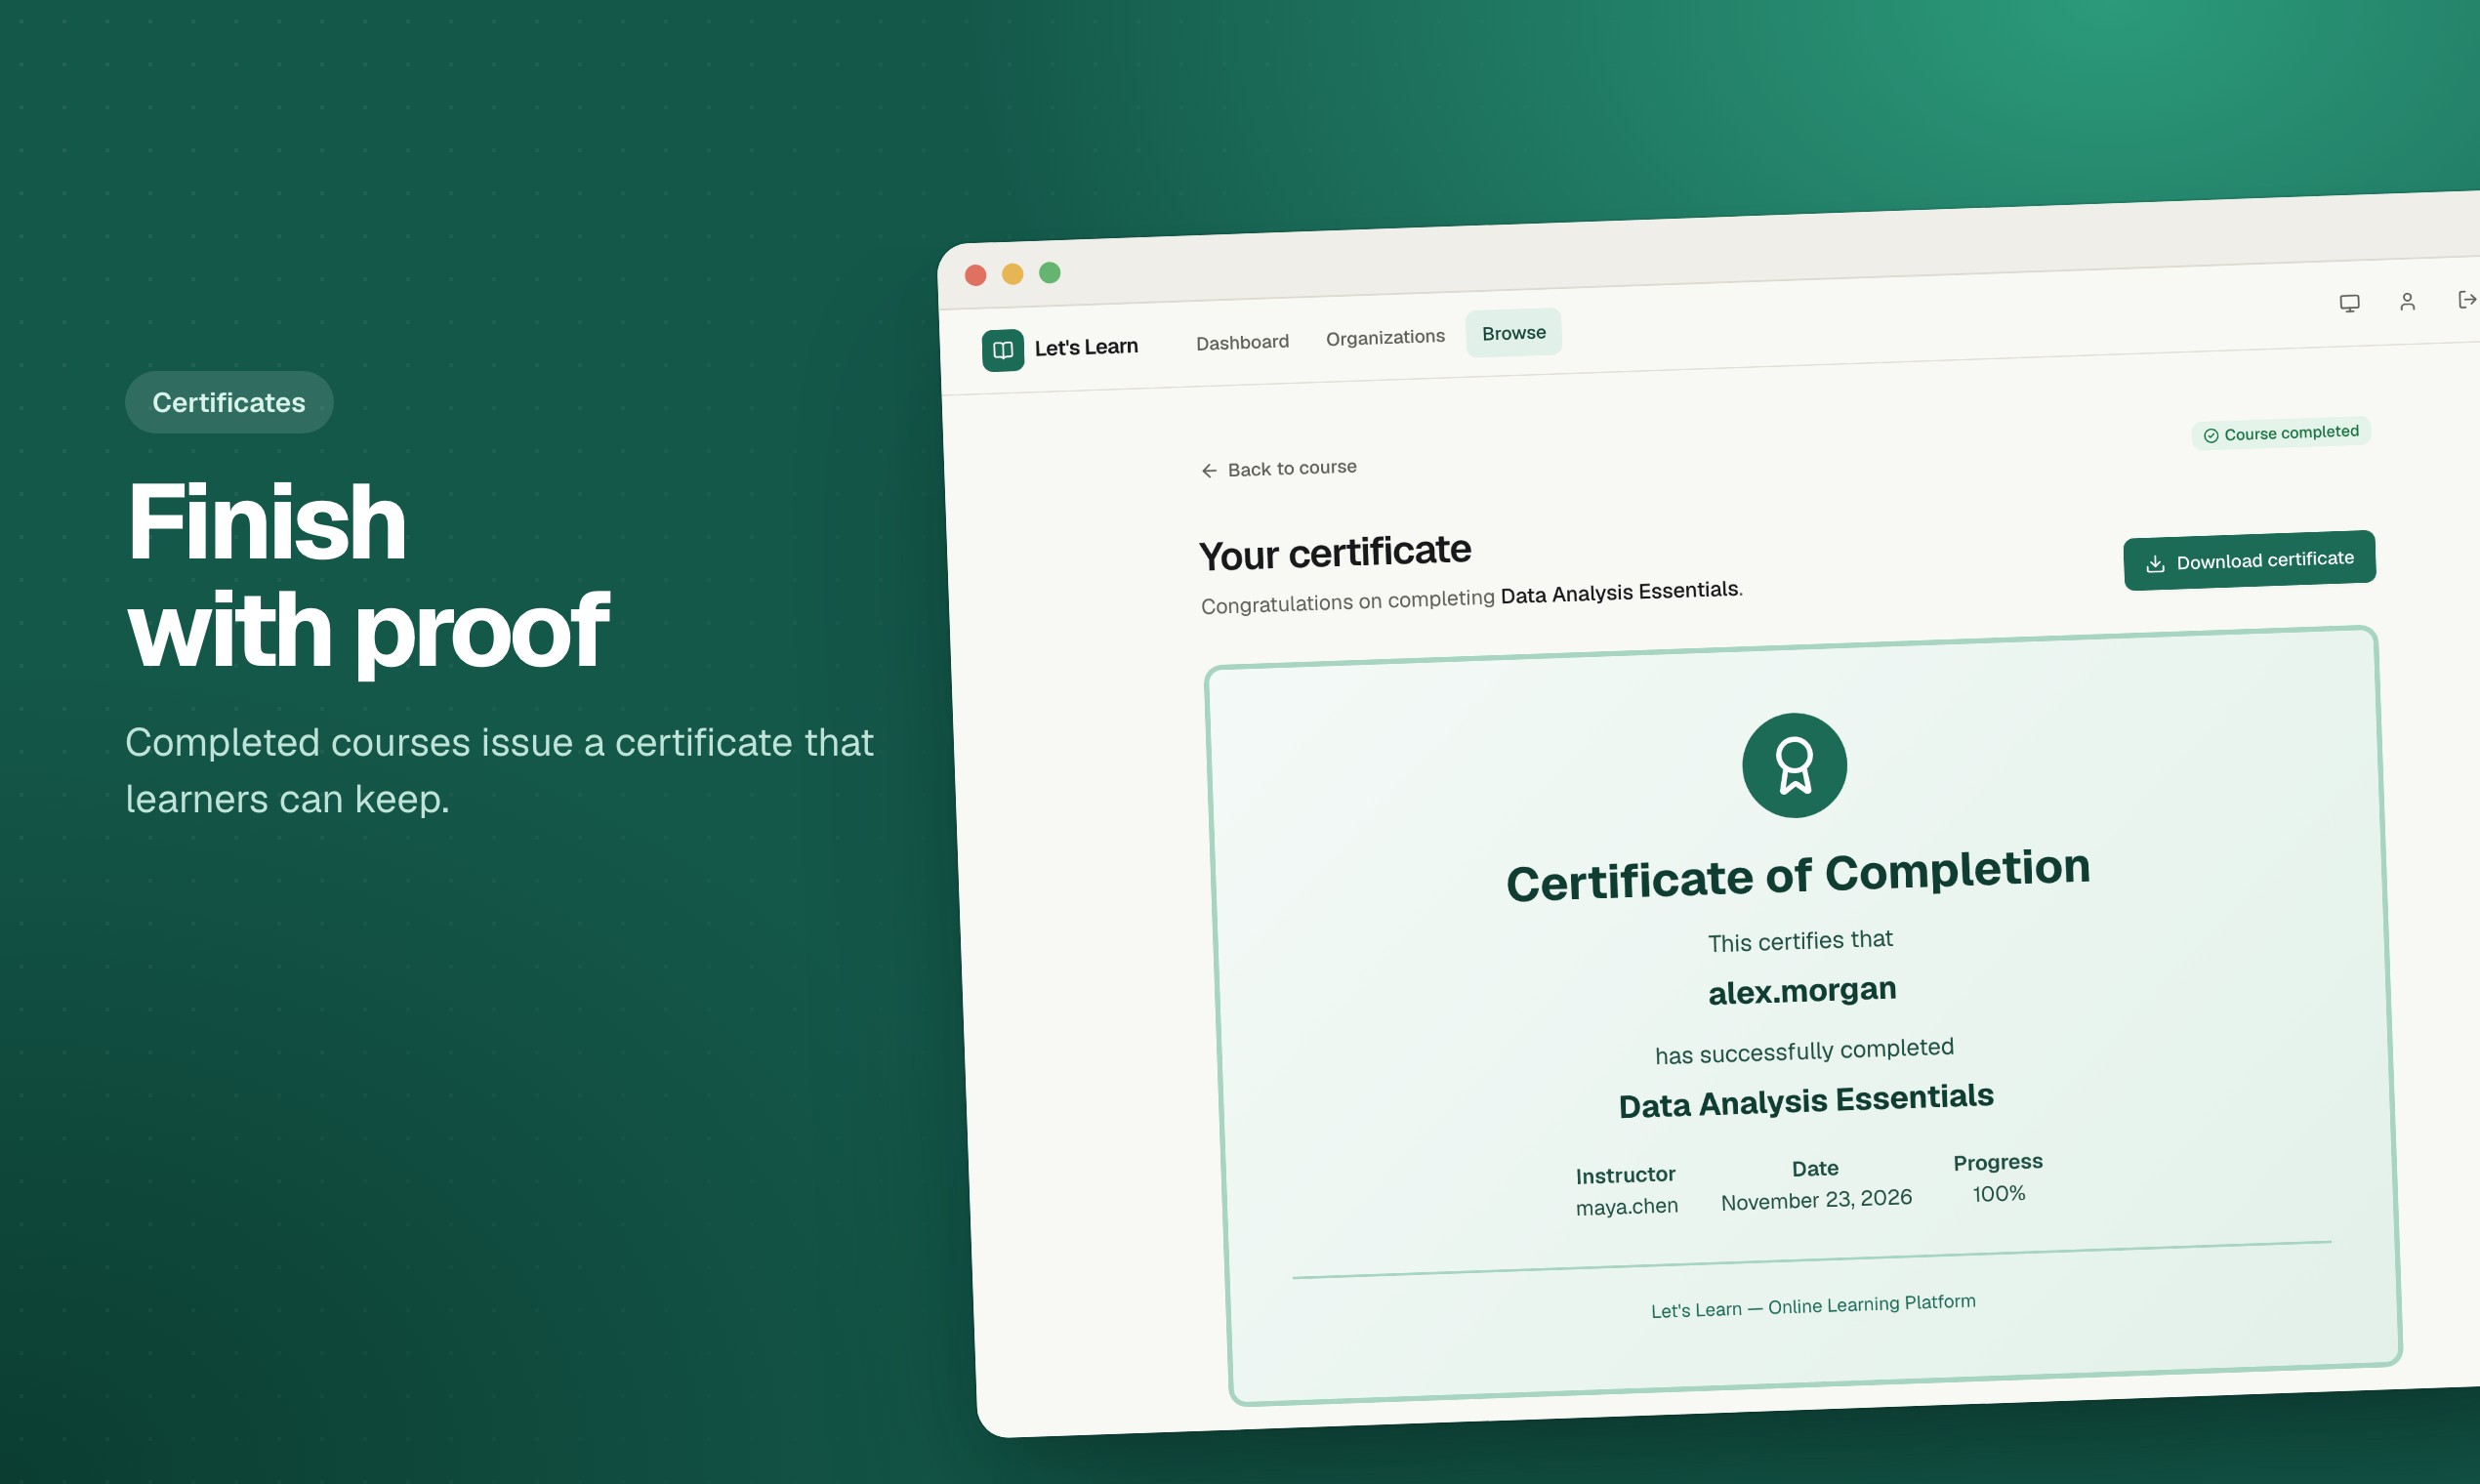 Certificates
Finish
with proof
Completed courses issue a certificate that
learners can keep.
Let's Learn
Dashboard
Organizations
Browse
Course completed
Back to course
Your certificate
Download certificate
Congratulations on completing Data Analysis Essentials.
Certificate of Completion
This certifies that
alex.morgan
has successfully completed
Data Analysis Essentials
Instructor
maya.chen
Date
November 23, 2026
Progress
100%
Let's Learn — Online Learning Platform